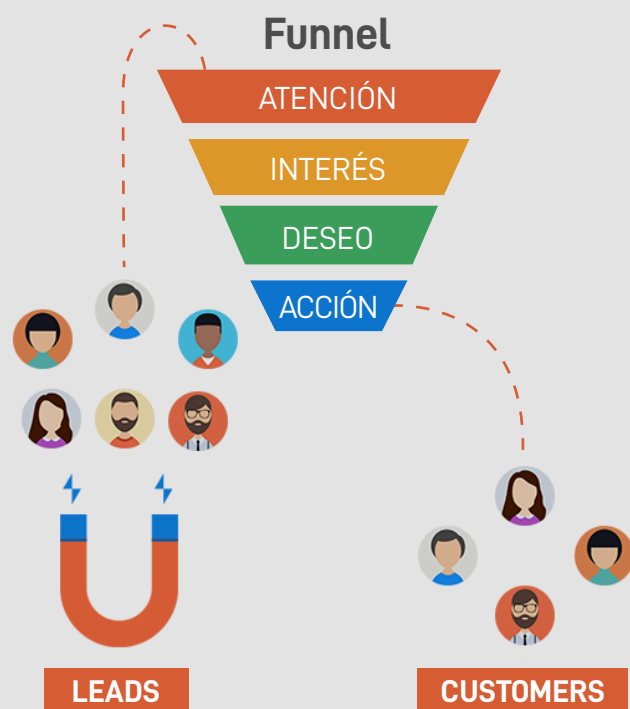 Funnel
ATENCIÓN
INTERÉS
DESEO
ACCIÓN
LEADS
CUSTOMERS